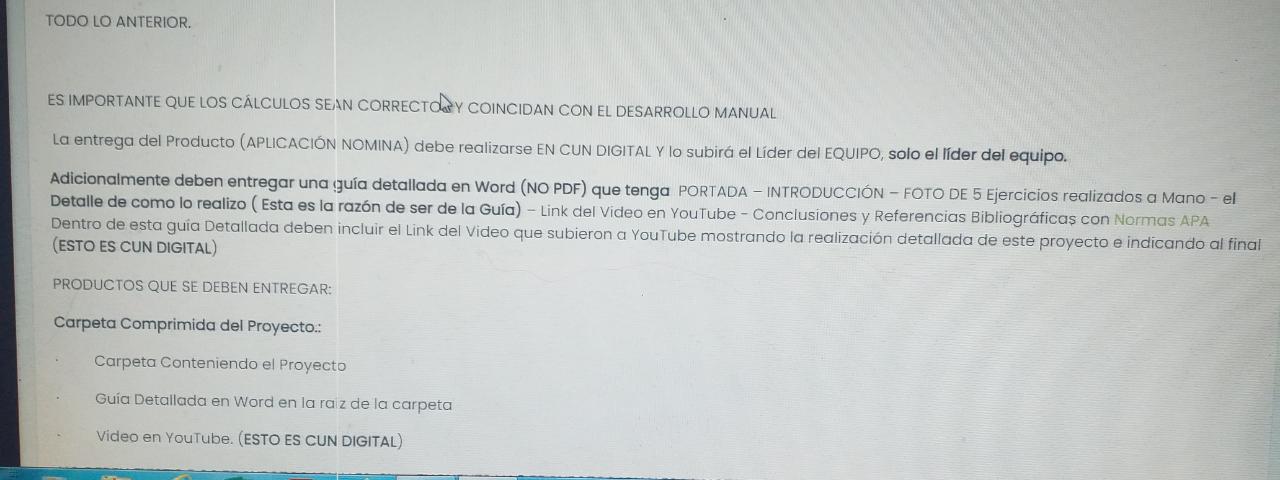 TODO LO ANTERIOR.
ES IMPORTANTE QUE LOS CÁLCULOS SEAN CORRECTOS Y COINCIDAN CON EL DESARROLLO MANUAL
La entrega del Producto (APLICACIÓN NOMINA) debe realizarse EN CUN DIGITAL Y lo subirá el Líder del EQUIPO, solo el líder del equipo.
Adicionalmente deben entregar una guía detallada en Word (NO PDF) que tenga PORTADA – INTRODUCCIÓN – FOTO DE 5 Ejercicios realizados a Mano - el
Detalle de como lo realizo ( Esta es la razón de ser de la Guía) – Link del Video en YouTube - Conclusiones y Referencias Bibliográficas con Normas APA
Dentro de esta guía Detallada deben incluir el Link del Video que subieron a YouTube mostrando la realización detallada de este proyecto e indicando al final
(ESTO ES CUN DIGITAL)
PRODUCTOS QUE SE DEBEN ENTREGAR:
Carpeta Comprimida del Proyecto.:
· Carpeta Conteniendo el Proyecto
· Guía Detallada en Word en la raíz de la carpeta
· Video en YouTube. (ESTO ES CUN DIGITAL)